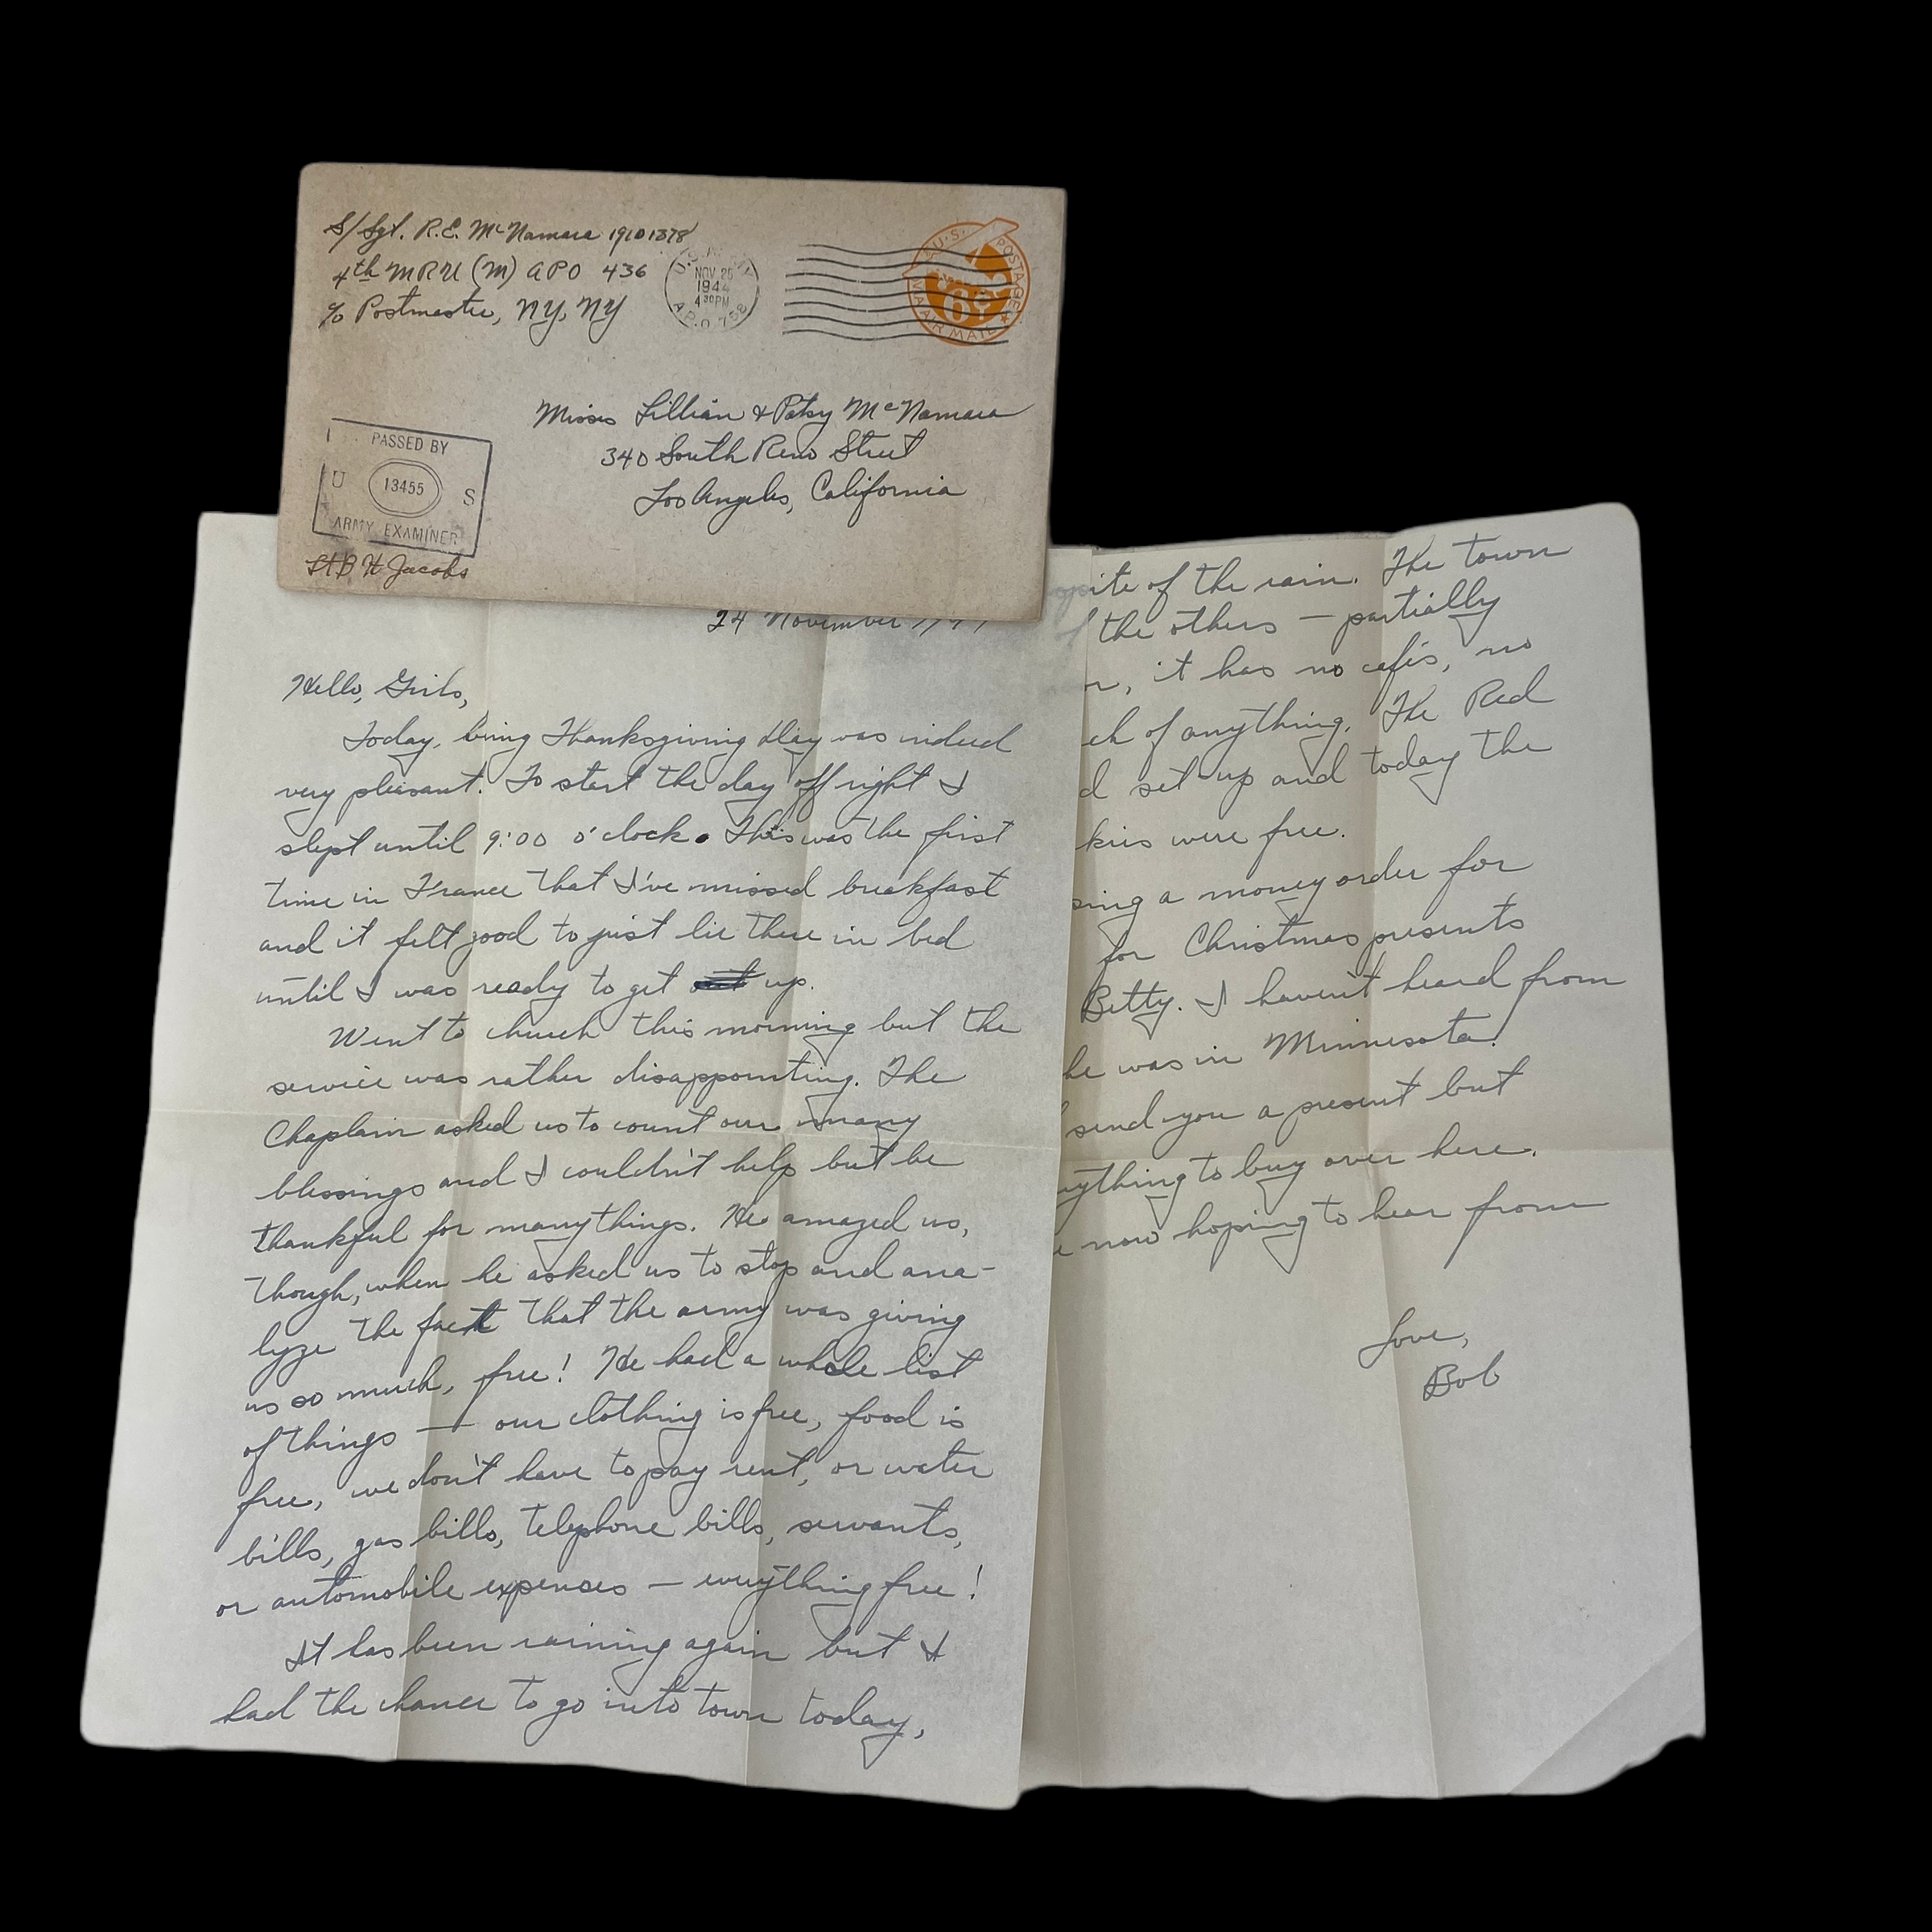 S/Sgt. R.E. McNamara 19101378
4th MRU (M) APO 436
c/o Postmaster, NY, NY
U.S. ARMY
NOV 25
1944
4 30 PM
A.P.O. 758
U.S. POSTAGE
6¢
VIA AIR MAIL
Misses Lillian & Patsy McNamara
340 South Reno Street
Los Angeles, California
PASSED BY
U 13455 S
ARMY EXAMINER
Lt B H Jacobs
24 November
Hello, Girls,
Today, being Thanksgiving Day was indeed
very pleasant. To start the day off right I
slept until 9:00 o'clock. This was the first
time in France that I've missed breakfast
and it felt good to just lie there in bed
until I was ready to get up.
Went to church this morning but the
service was rather disappointing. The
Chaplain asked us to count our many
blessings and I couldn't help but be
thankful for many things. He amazed us,
though, when he asked us to stop and ana-
lyze the fact that the army was giving
us so much, free! He had a whole list
of things — our clothing is free, food is
free, we don't have to pay rent, or water
bills, gas bills, telephone bills, servants,
or automobile expenses — everything free!
It has been raining again but I
had the chance to go into town today,
spite of the rain. The town
the others — partially
r, it has no cafés, no
ch of anything. The Red
d set-up and today the
kies were free.
sing a money order for
for Christmas presents
Betty. I haven't heard from
he was in Minnesota.
send you a present but
ything to buy over here.
e now hoping to hear from
Love,
Bob